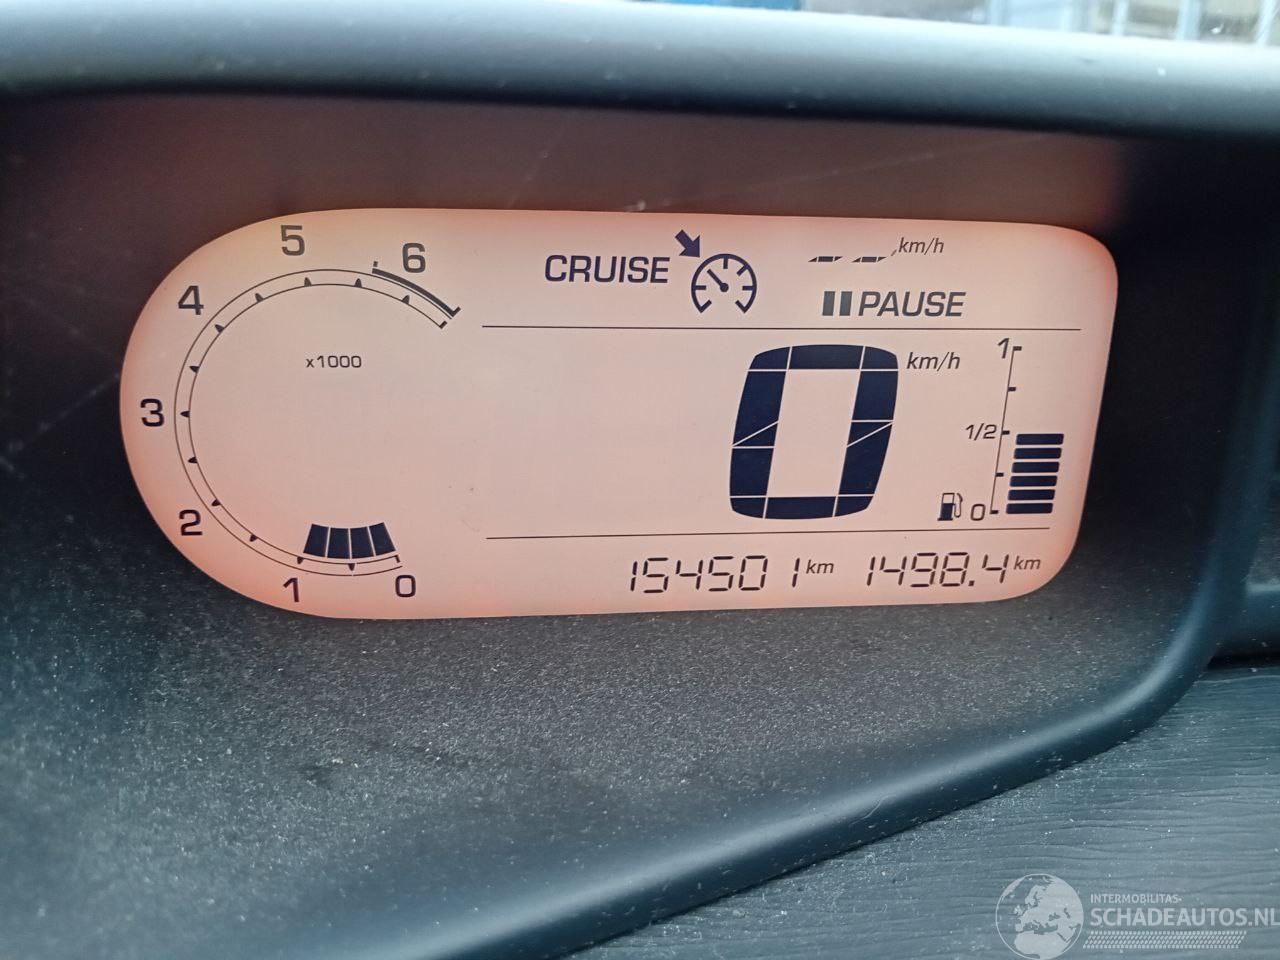 5 6
4
3
2
1 0
x1000
CRUISE -- km/h
PAUSE
0 km/h
1
1/2
0
154501 km 1498.4 km
INTERMOBILITAS-
SCHADEAUTOS.NL